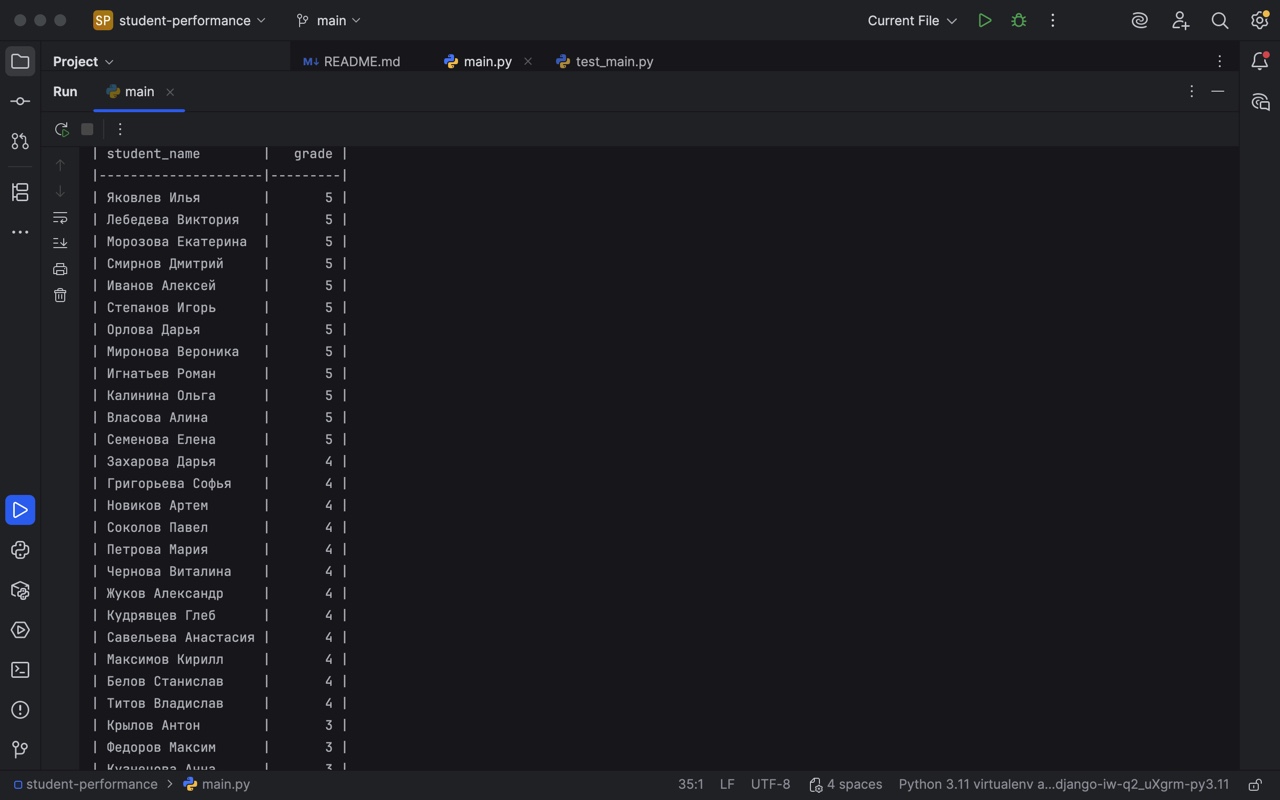 SP student-performance main Current File
Project README.md main.py test_main.py
Run main
| student_name | grade |
|---------------------|---------|
| Яковлев Илья | 5 |
| Лебедева Виктория | 5 |
| Морозова Екатерина | 5 |
| Смирнов Дмитрий | 5 |
| Иванов Алексей | 5 |
| Степанов Игорь | 5 |
| Орлова Дарья | 5 |
| Миронова Вероника | 5 |
| Игнатьев Роман | 5 |
| Калинина Ольга | 5 |
| Власова Алина | 5 |
| Семенова Елена | 5 |
| Захарова Дарья | 4 |
| Григорьева Софья | 4 |
| Новиков Артем | 4 |
| Соколов Павел | 4 |
| Петрова Мария | 4 |
| Чернова Виталина | 4 |
| Жуков Александр | 4 |
| Кудрявцев Глеб | 4 |
| Савельева Анастасия | 4 |
| Максимов Кирилл | 4 |
| Белов Станислав | 4 |
| Титов Владислав | 4 |
| Крылов Антон | 3 |
| Федоров Максим | 3 |
| Кузнецова Анна | 3 |
student-performance main.py 35:1 LF UTF-8 4 spaces Python 3.11 virtualenv a...django-iw-q2_uXgrm-py3.11